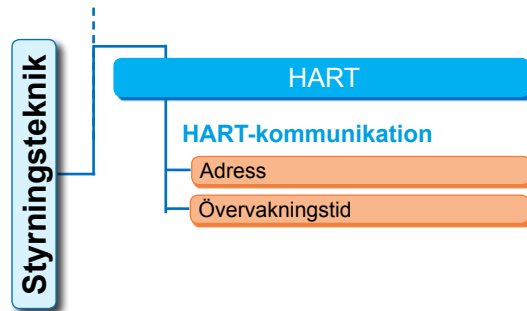 Styrningsteknik
HART
HART-kommunikation
Adress
Övervakningstid